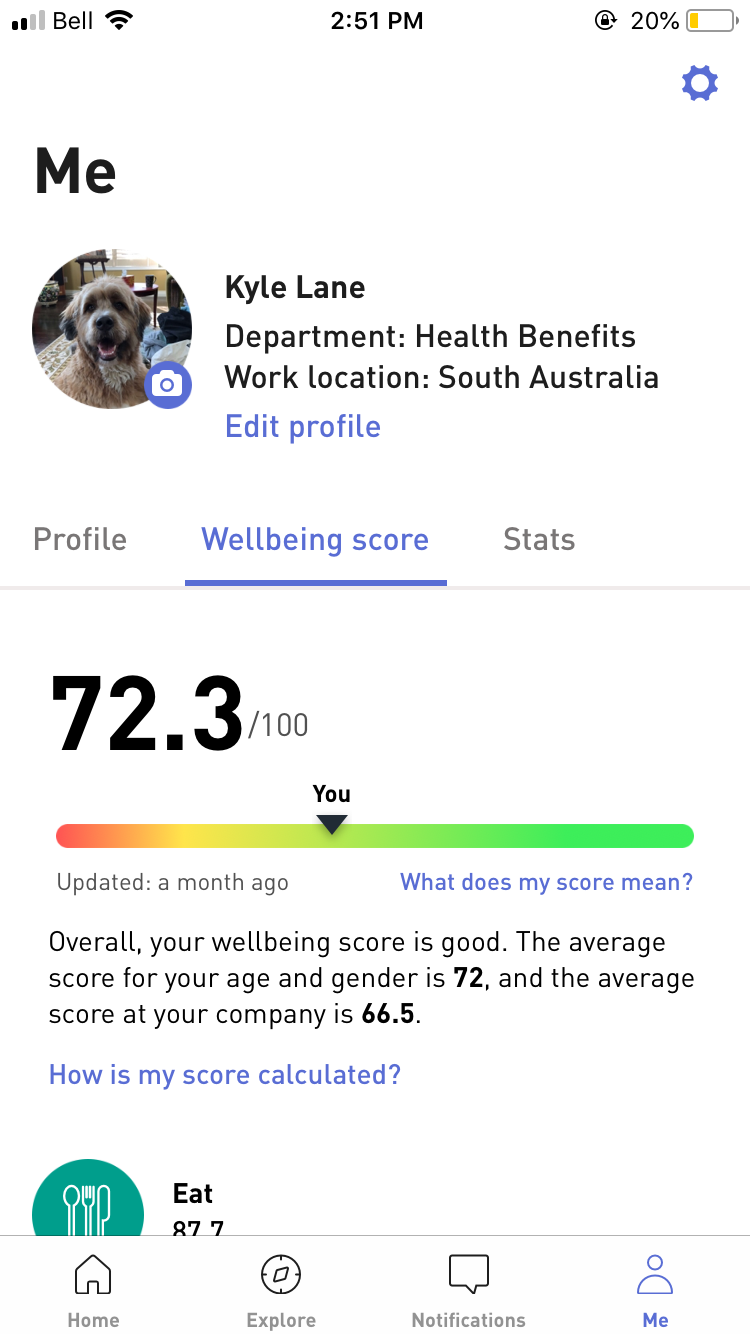 Bell 2:51 PM 20%
Me
Kyle Lane
Department: Health Benefits
Work location: South Australia
Edit profile
Profile Wellbeing score Stats
72.3/100
You
Updated: a month ago What does my score mean?
Overall, your wellbeing score is good. The average
score for your age and gender is 72, and the average
score at your company is 66.5.
How is my score calculated?
Eat
87.7
Home Explore Notifications Me